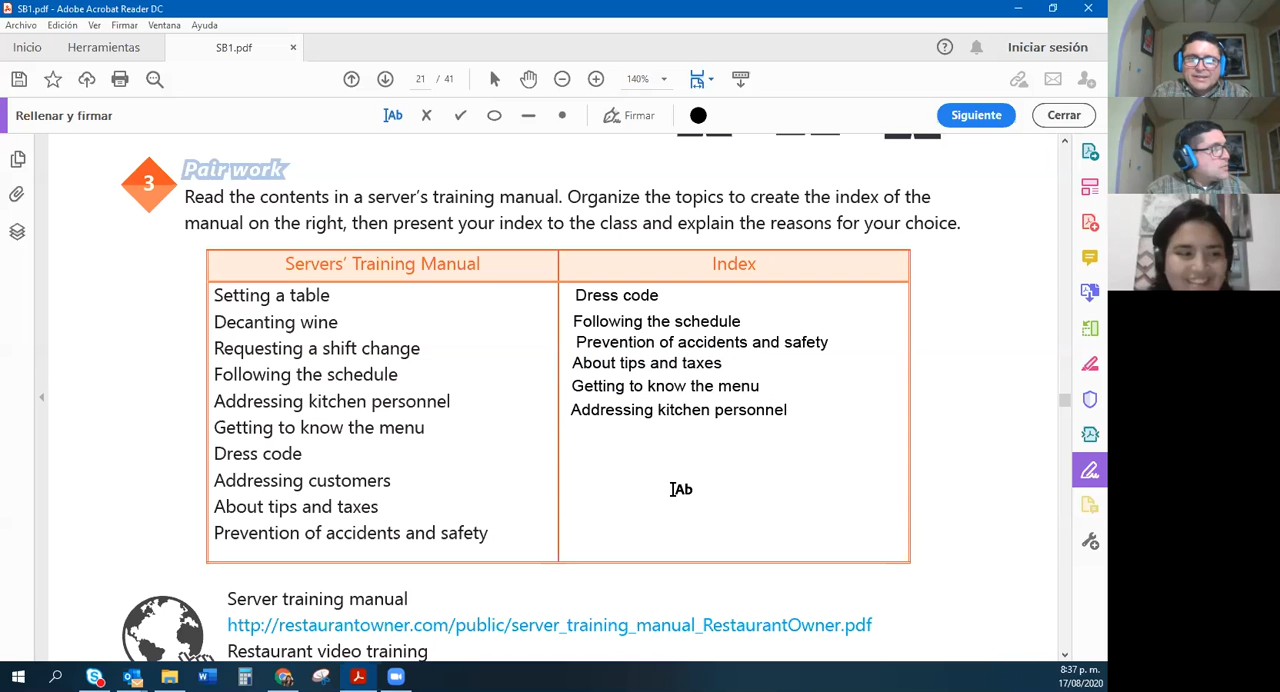 SB1.pdf - Adobe Acrobat Reader DC
Archivo Edición Ver Firmar Ventana Ayuda
Inicio Herramientas SB1.pdf × Iniciar sesión
21 / 41 140%
Rellenar y firmar Ab Firmar Siguiente Cerrar
3 Pair work
Read the contents in a server's training manual. Organize the topics to create the index of the
manual on the right, then present your index to the class and explain the reasons for your choice.
Servers' Training Manual
Setting a table
Decanting wine
Requesting a shift change
Following the schedule
Addressing kitchen personnel
Getting to know the menu
Dress code
Addressing customers
About tips and taxes
Prevention of accidents and safety
Index
Dress code
Following the schedule
Prevention of accidents and safety
About tips and taxes
Getting to know the menu
Addressing kitchen personnel
Ab
Server training manual
http://restaurantowner.com/public/server_training_manual_RestaurantOwner.pdf
Restaurant video training
8:37 p. m.
17/08/2020